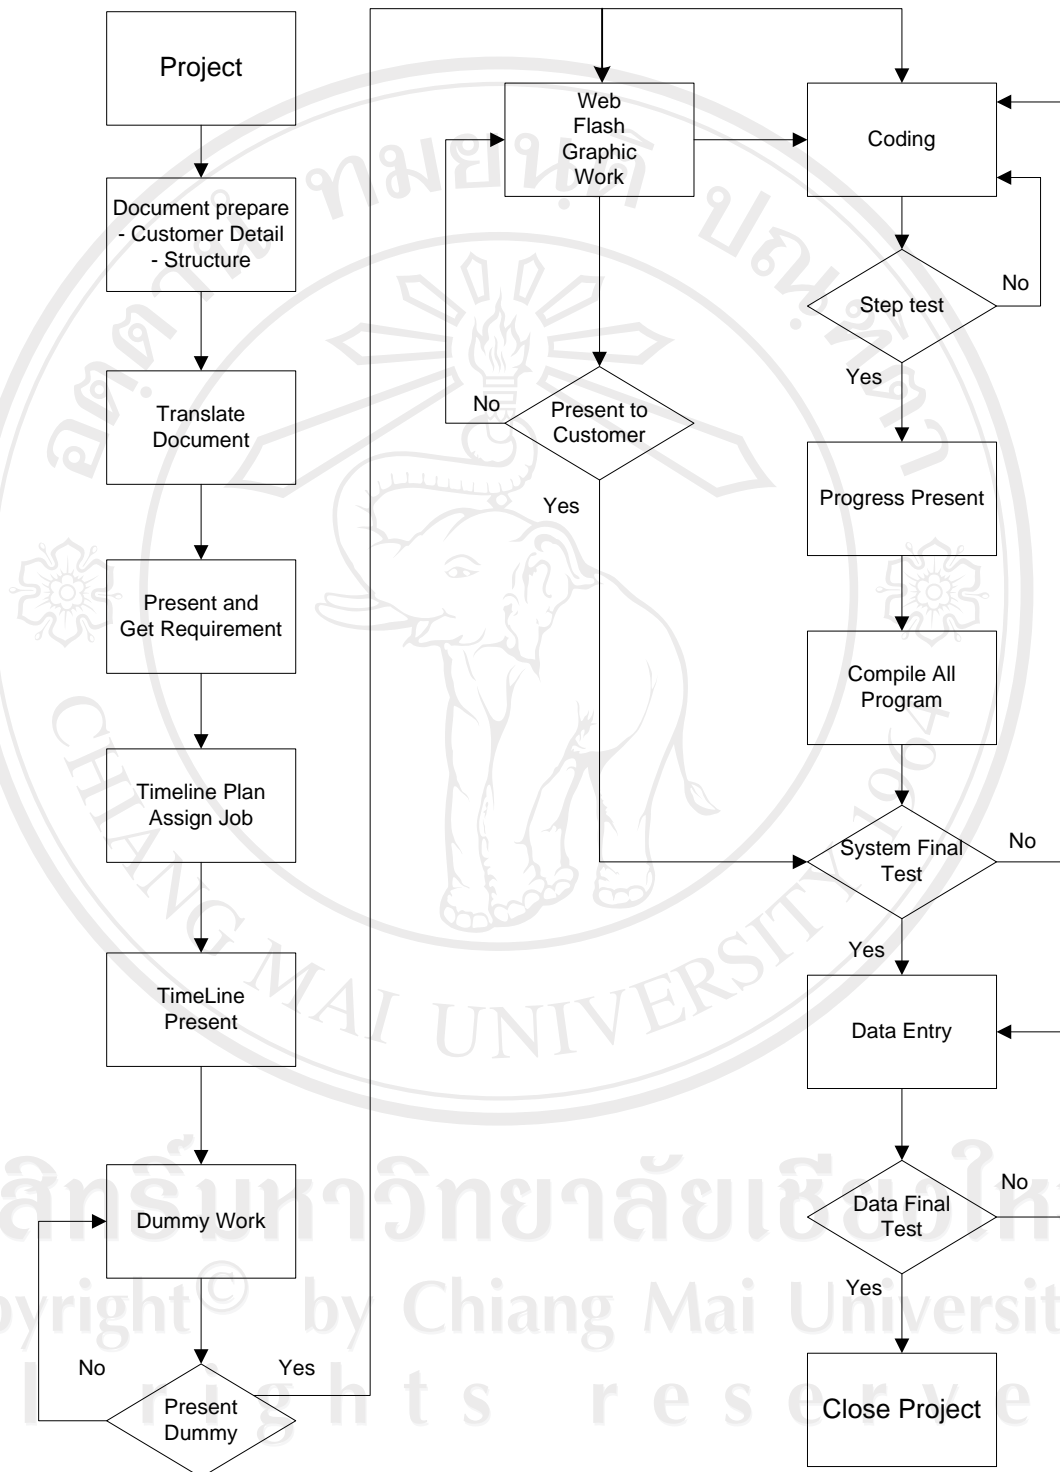 Project
Document prepare
- Customer Detail
- Structure
Translate
Document
Present and
Get Requirement
Timeline Plan
Assign Job
TimeLine
Present
Dummy Work
No
Yes
Present
Dummy
Web
Flash
Graphic
Work
No
Present to
Customer
Yes
Coding
Step test
No
Yes
Progress Present
Compile All
Program
System Final
Test
No
Yes
Data Entry
Data Final
Test
No
Yes
Close Project
CHIANG MAI UNIVERSITY 1964
by Chiang Mai
rights